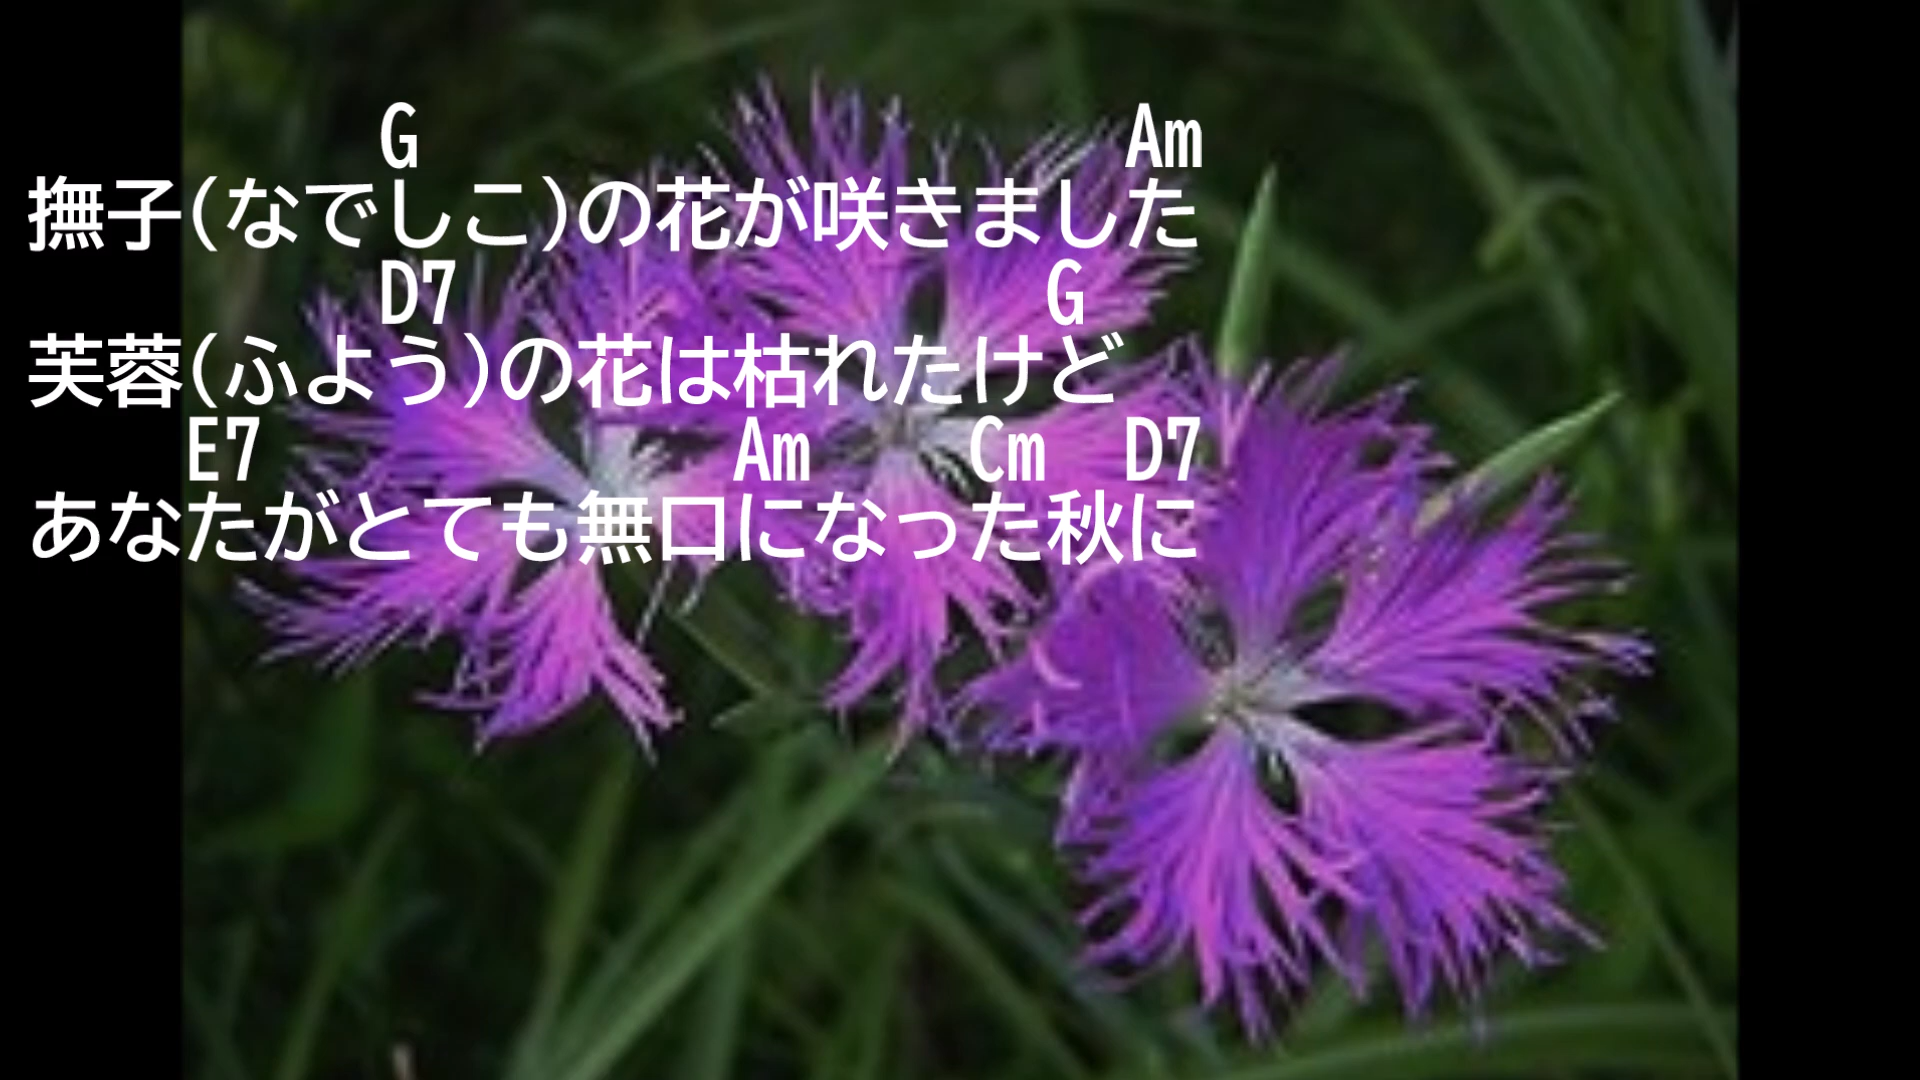 G Am
撫子(なでしこ)の花が咲きました
D7 G
芙蓉(ふよう)の花は枯れたけど
E7 Am Cm D7
あなたがとても無口になった秋に